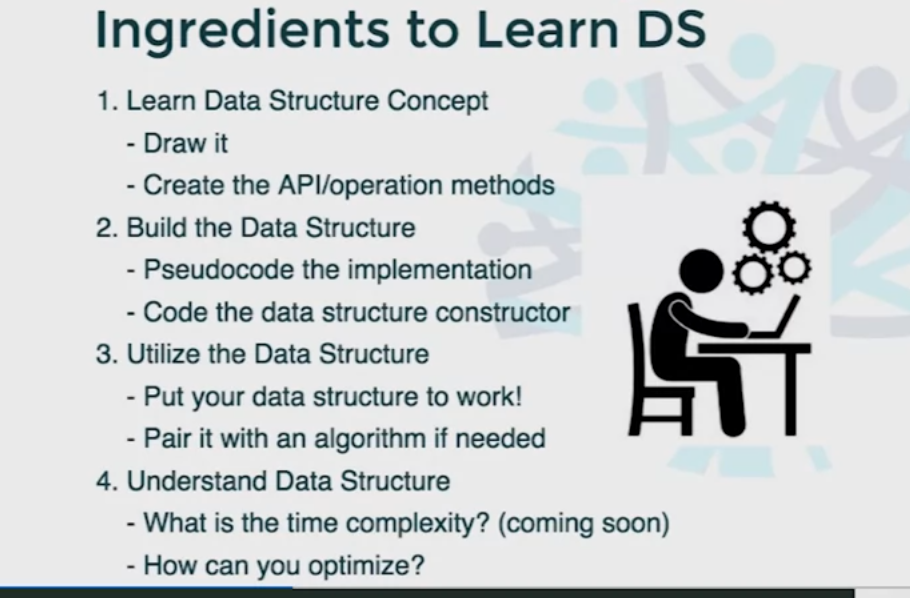 Ingredients to Learn DS
1. Learn Data Structure Concept
- Draw it
- Create the API/operation methods
2. Build the Data Structure
- Pseudocode the implementation
- Code the data structure constructor
3. Utilize the Data Structure
- Put your data structure to work!
- Pair it with an algorithm if needed
4. Understand Data Structure
- What is the time complexity? (coming soon)
- How can you optimize?